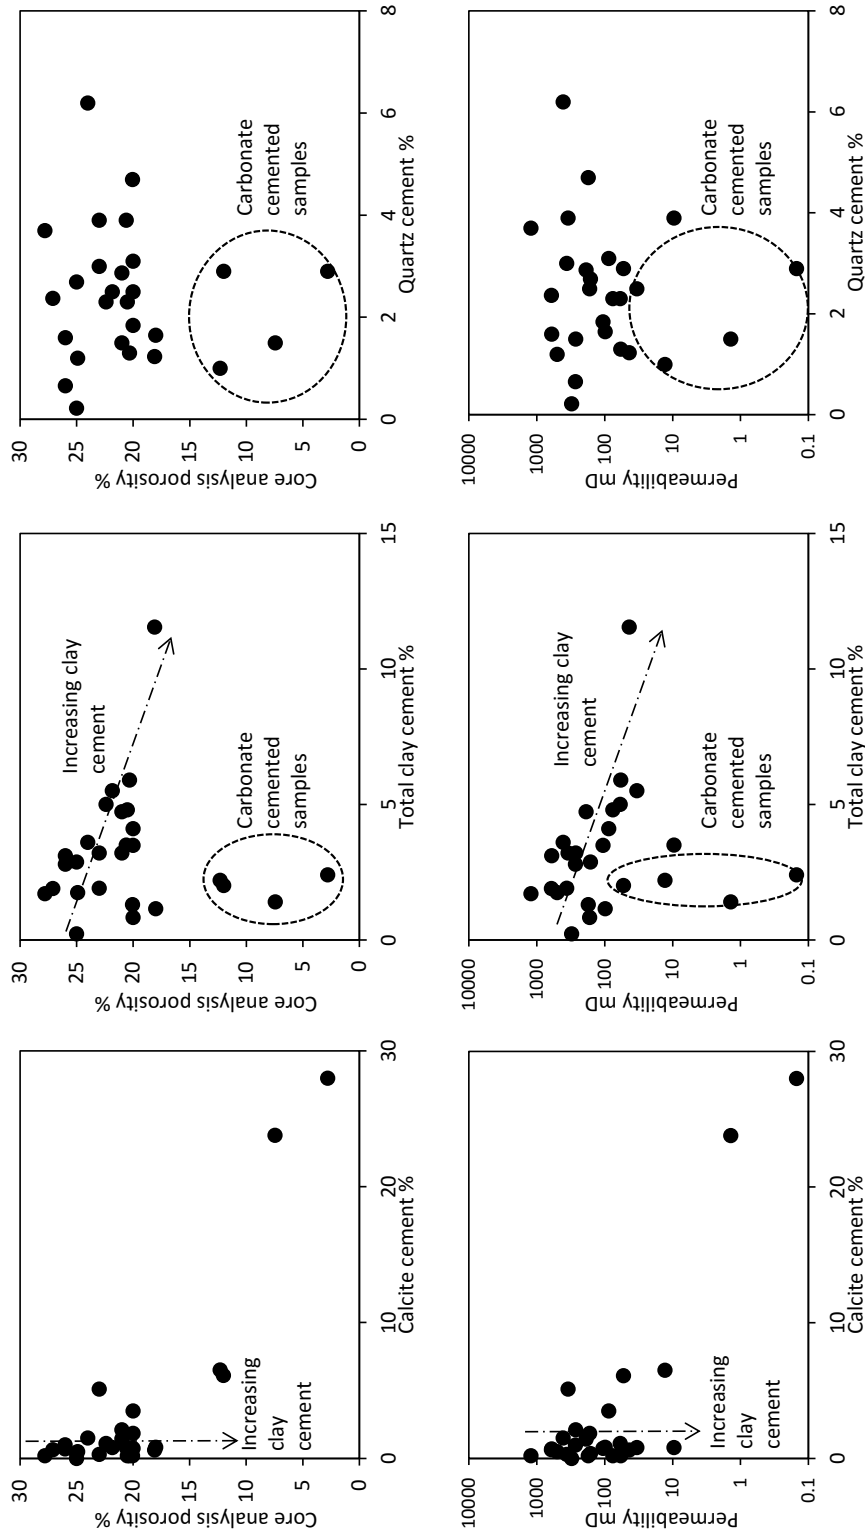 30
25
20
15
10
5
0
Core analysis porosity %
0
10
20
30
Calcite cement %
Increasing
clay
cement
30
25
20
15
10
5
0
Core analysis porosity %
0
5
10
15
Total clay cement %
Increasing clay
cement
Carbonate
cemented
samples
30
25
20
15
10
5
0
Core analysis porosity %
0
2
4
6
8
Quartz cement %
Carbonate
cemented
samples
10000
1000
100
10
1
0.1
Permeability mD
0
10
20
30
Calcite cement %
Increasing
clay
cement
10000
1000
100
10
1
0.1
Permeability mD
0
5
10
15
Total clay cement %
Increasing clay
cement
Carbonate
cemented
samples
10000
1000
100
10
1
0.1
Permeability mD
0
2
4
6
8
Quartz cement %
Carbonate
cemented
samples